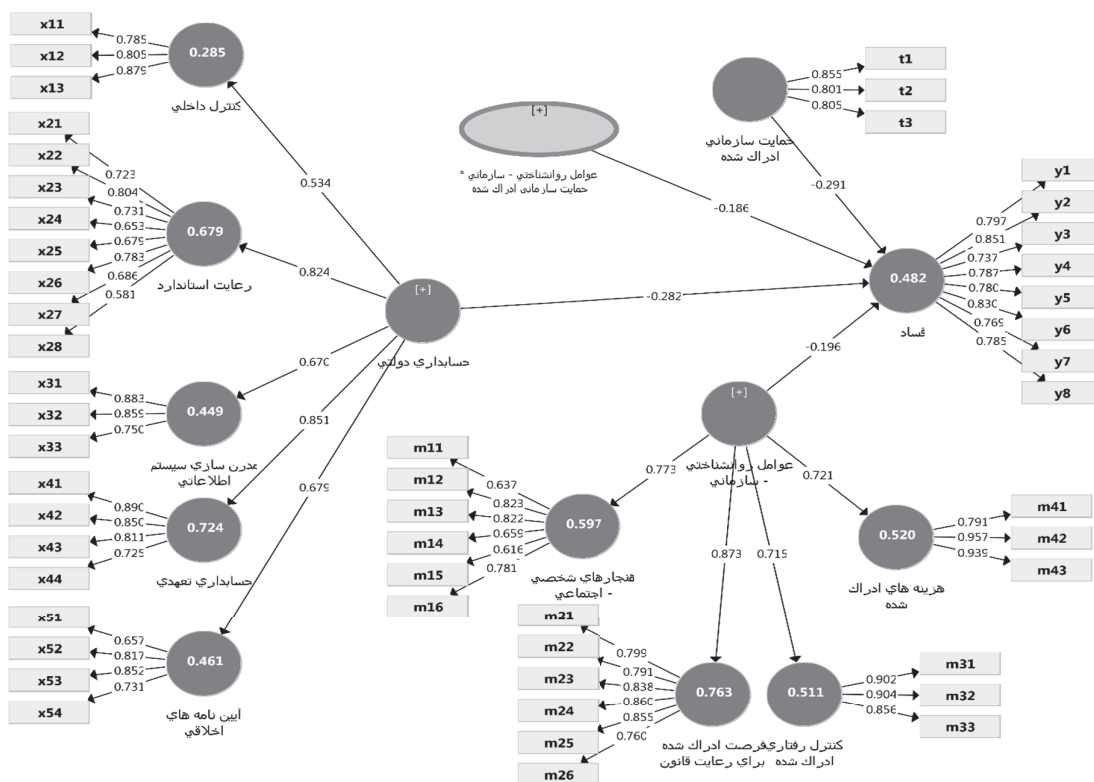 x11
x12
x13
0.785
0.805
0.879
0.285
کنترل داخلي
x21
x22
x23
x24
x25
x26
x27
x28
0.723
0.804
0.731
0.653
0.679
0.783
0.686
0.581
0.679
رعايت استاندارد
x31
x32
x33
0.883
0.859
0.750
0.449
مدرن سازي سيستم
اطلاعاتي
x41
x42
x43
x44
0.890
0.850
0.811
0.725
0.724
حسابداري تعهدي
x51
x52
x53
x54
0.657
0.817
0.852
0.731
0.461
آيين نامه هاي
اخلاقي
0.534
0.824
0.670
0.851
0.679
[+]
حسابداري دولتي
[+]
عوامل روانشناختي - سازماني *
حمايت سازماني ادراک شده
-0.186
-0.282
t1
t2
t3
0.855
0.801
0.805
حمايت سازماني
ادراک شده
-0.291
0.482
فساد
y1
y2
y3
y4
y5
y6
y7
y8
0.797
0.851
0.737
0.787
0.780
0.830
0.769
0.785
-0.196
[+]
عوامل روانشناختي
- سازماني
0.773
0.873
0.715
0.721
m11
m12
m13
m14
m15
m16
0.637
0.823
0.822
0.659
0.616
0.781
0.597
هنجارهاي شخصي
- اجتماعي
m21
m22
m23
m24
m25
m26
0.799
0.791
0.838
0.860
0.855
0.760
0.763
فرصت ادراک شده
براي رعايت قانون
0.511
کنترل رفتاري
ادراک شده
0.902
0.904
0.856
m31
m32
m33
0.520
هزينه هاي ادراک
شده
0.791
0.957
0.939
m41
m42
m43